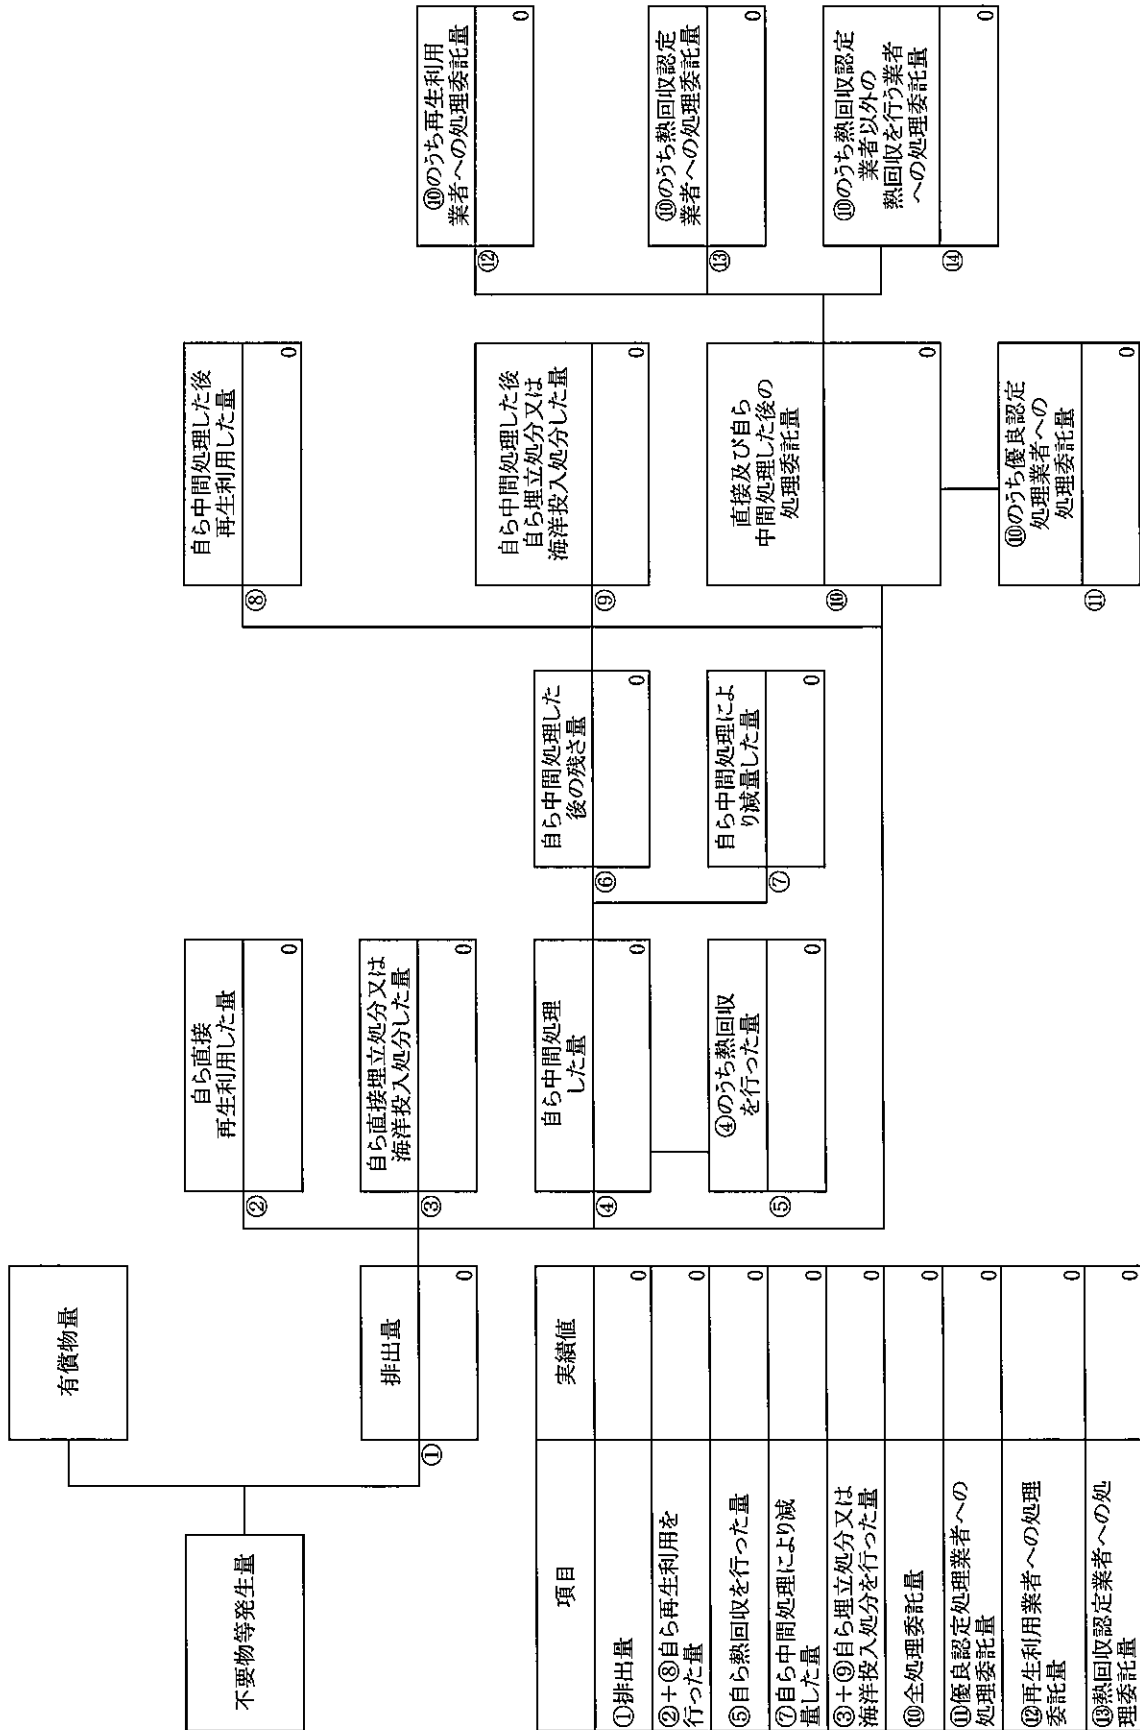 不要物等発生量
有償物量
①
排出量
0
②
自ら直接
再生利用した量
0
③
自ら直接埋立処分又は
海洋投入処分した量
0
④
自ら中間処理
した量
0
⑤
④のうち熱回収
を行った量
0
⑥
自ら中間処理した
後の残さ量
0
⑦
自ら中間処理によ
り減量した量
0
⑧
自ら中間処理した後
再生利用した量
0
⑨
自ら中間処理した後
自ら埋立処分又は
海洋投入処分した量
0
⑩
直接及び自ら
中間処理した後の
処理委託量
0
⑪
⑩のうち優良認定
処理業者への
処理委託量
0
⑫
⑩のうち再生利用
業者への処理委託量
0
⑬
⑩のうち熱回収認定
業者への処理委託量
0
⑭
⑩のうち熱回収認定
業者以外の
熱回収を行う業者
への処理委託量
0
項目
実績値
①排出量
0
②+⑧自ら再生利用を
行った量
0
⑤自ら熱回収を行った量
0
⑦自ら中間処理により減
量した量
0
③+⑨自ら埋立処分又は
海洋投入処分を行った量
0
⑩全処理委託量
0
⑪優良認定処理業者への
処理委託量
0
⑫再生利用業者への処理
委託量
0
⑬熱回収認定業者への処
理委託量
0